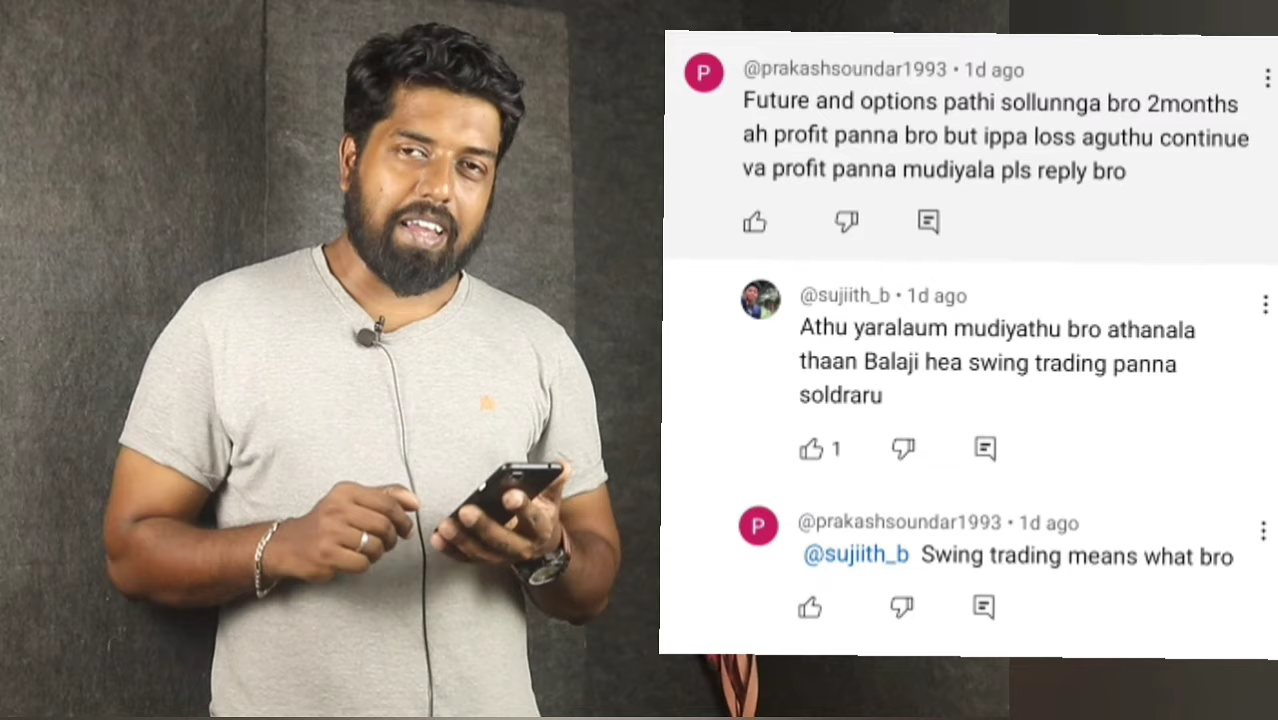 P
@prakashsoundar1993 • 1d ago
Future and options pathi sollunnga bro 2months
ah profit panna bro but ippa loss aguthu continue
va profit panna mudiyala pls reply bro
@sujiith_b • 1d ago
Athu yaralaum mudiyathu bro athanala
thaan Balaji hea swing trading panna
soldraru
1
P
@prakashsoundar1993 • 1d ago
@sujiith_b Swing trading means what bro